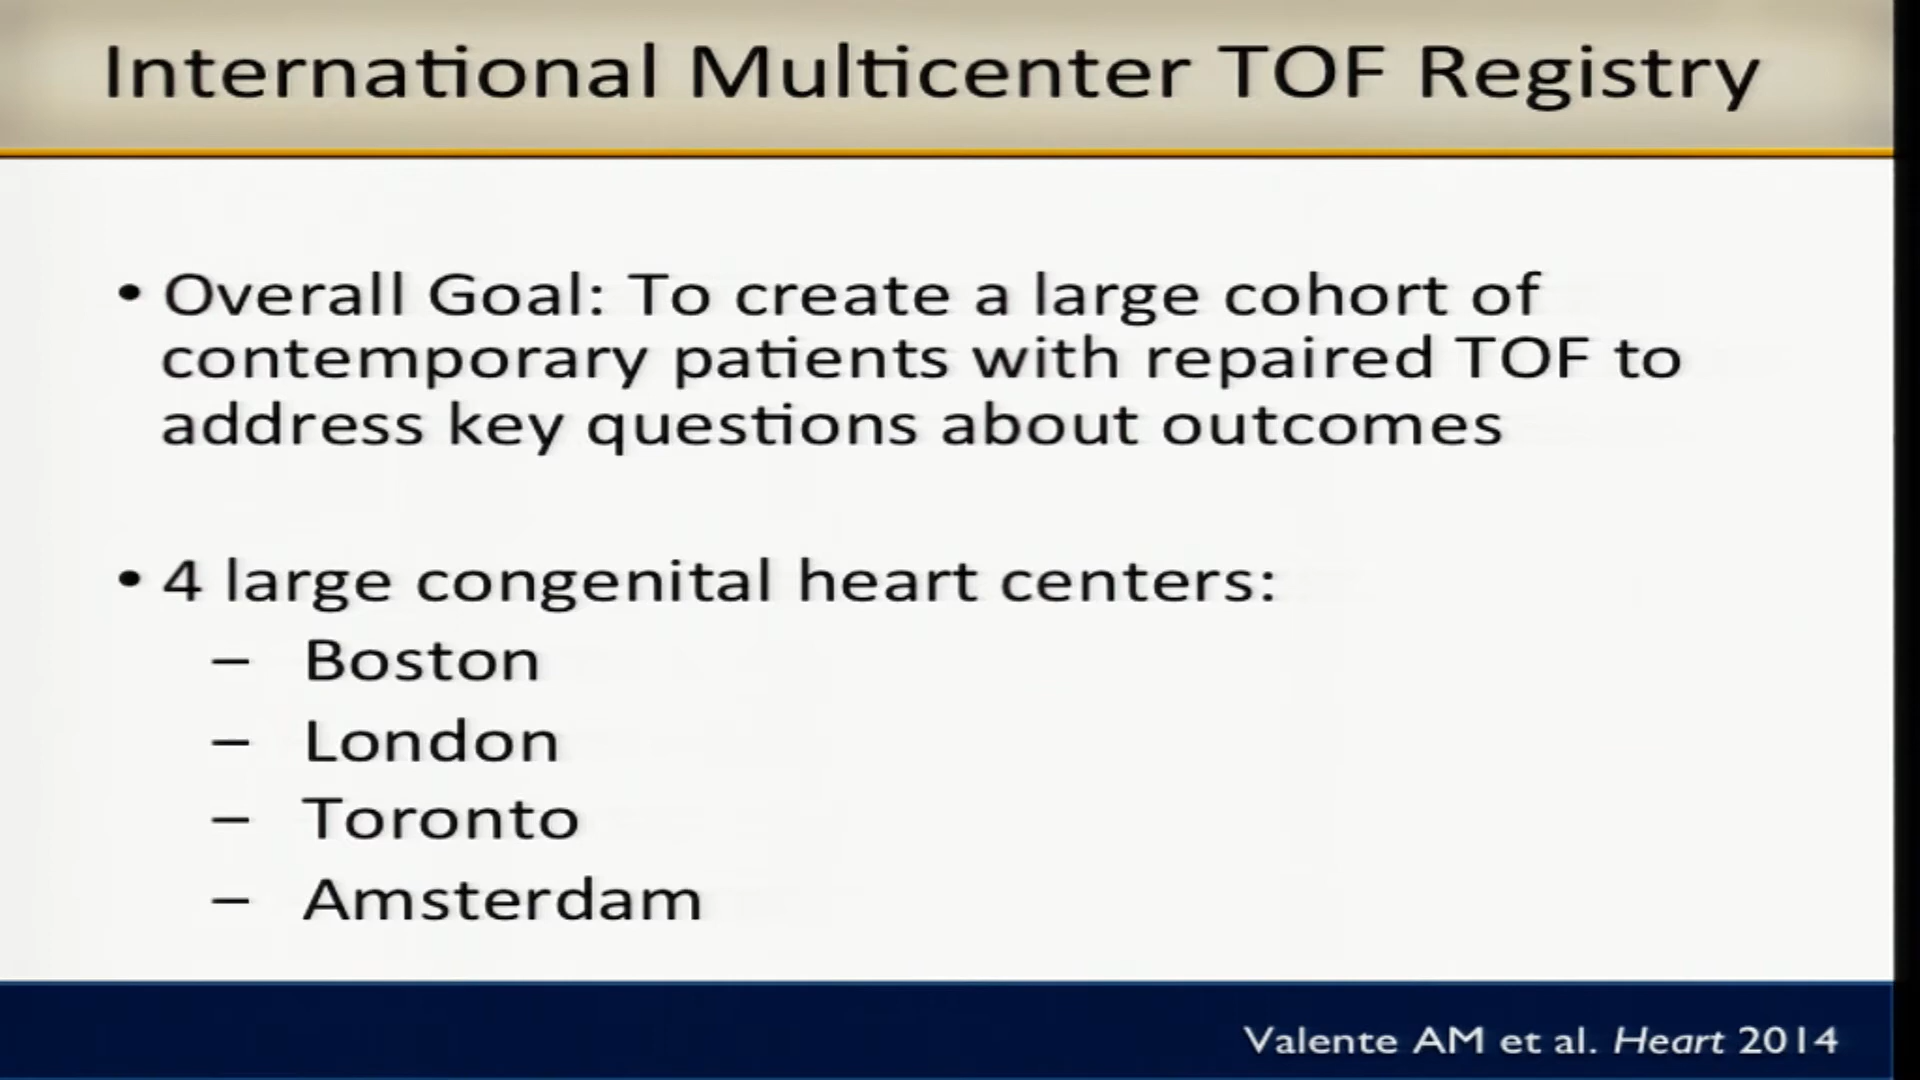 International Multicenter TOF Registry
• Overall Goal: To create a large cohort of
contemporary patients with repaired TOF to
address key questions about outcomes
• 4 large congenital heart centers:
– Boston
– London
– Toronto
– Amsterdam
Valente AM et al. Heart 2014